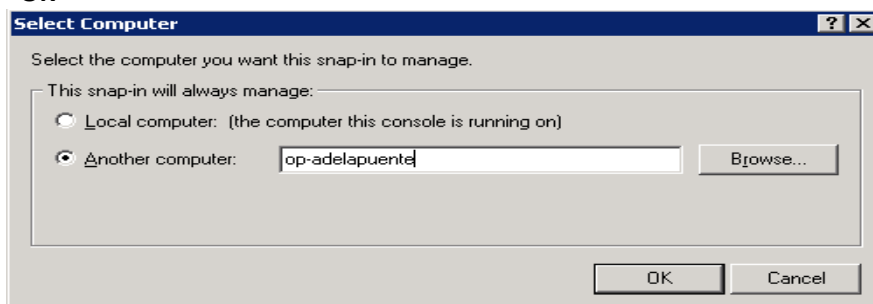 Select Computer
Select the computer you want this snap-in to manage.
This snap-in will always manage:
Local computer: (the computer this console is running on)
Another computer: op-adelapuente Browse...
OK Cancel